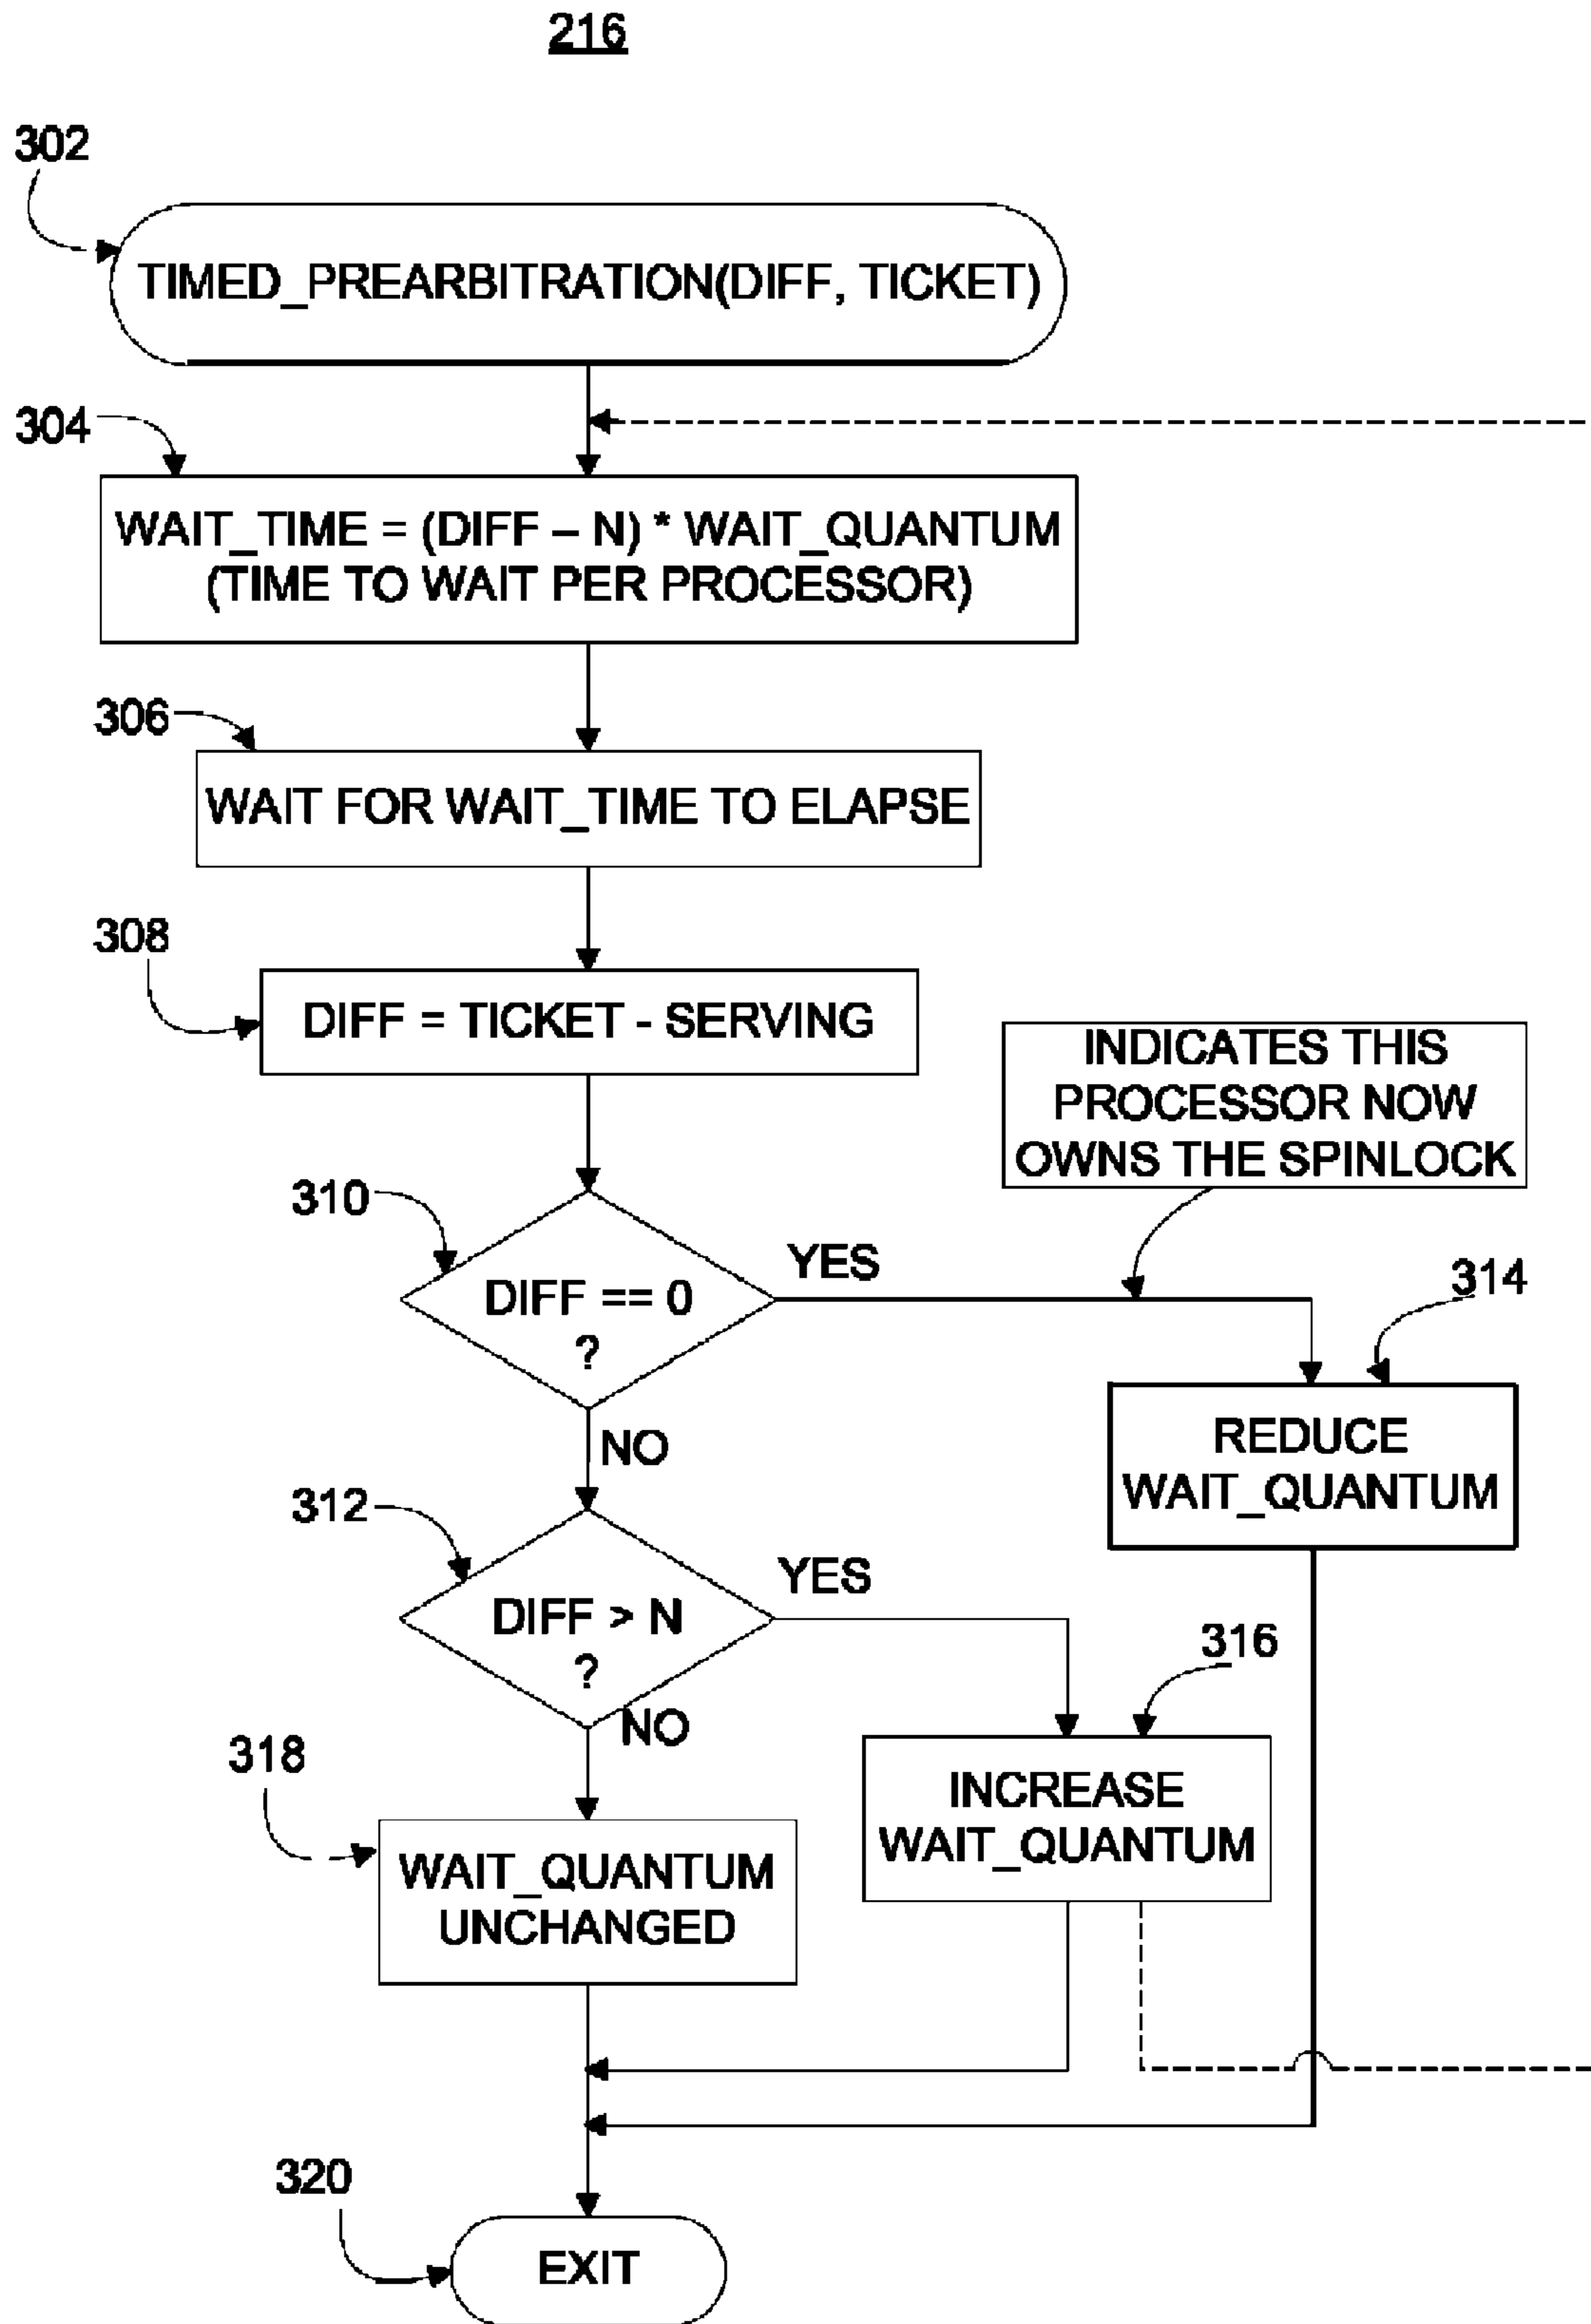 216
302
TIMED_PREARBITRATION(DIFF, TICKET)
304
WAIT_TIME = (DIFF – N) * WAIT_QUANTUM
(TIME TO WAIT PER PROCESSOR)
306
WAIT FOR WAIT_TIME TO ELAPSE
308
DIFF = TICKET - SERVING
INDICATES THIS
PROCESSOR NOW
OWNS THE SPINLOCK
310
DIFF == 0
?
YES
314
NO
REDUCE
WAIT_QUANTUM
312
DIFF > N
?
YES
316
NO
INCREASE
WAIT_QUANTUM
318
WAIT_QUANTUM
UNCHANGED
320
EXIT